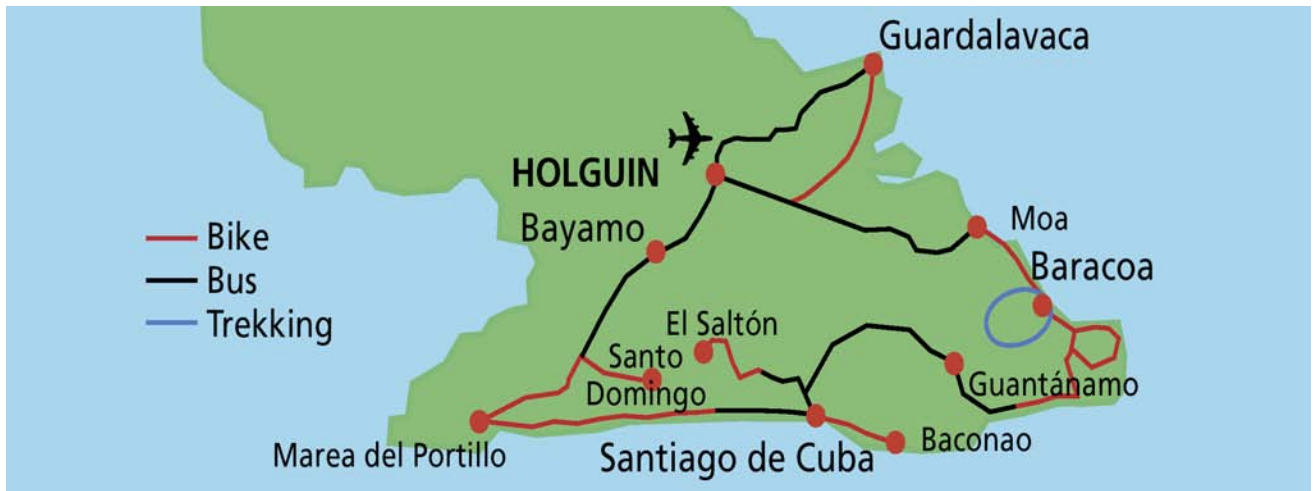 Guardalavaca
HOLGUIN
Moa
Bike
Bayamo
Baracoa
Bus
Trekking
El Saltón
Santo
Domingo
Guantánamo
Marea del Portillo
Santiago de Cuba
Baconao